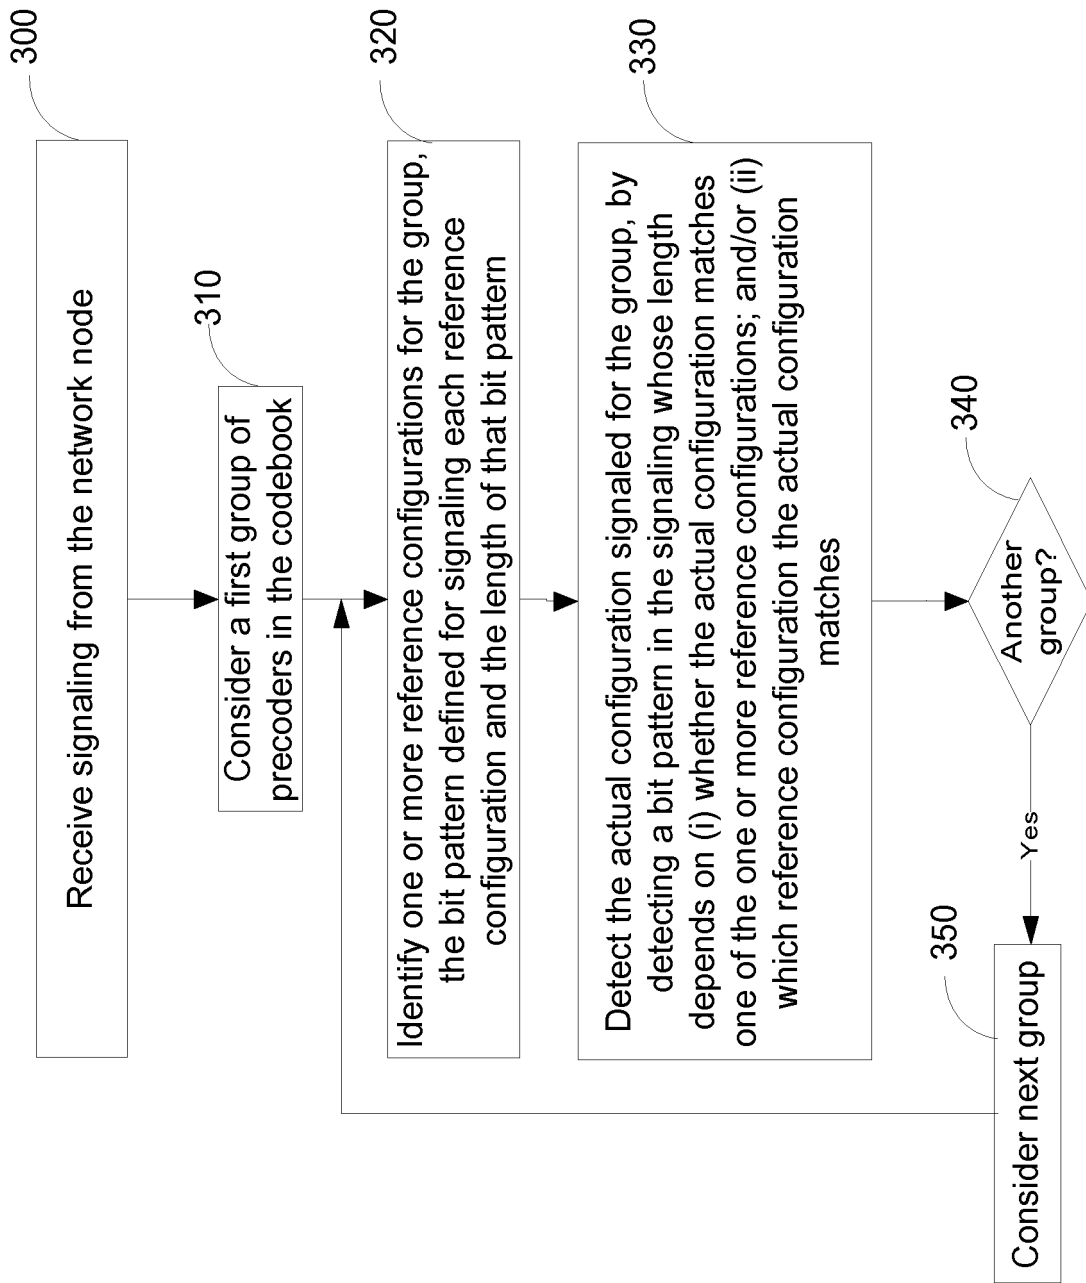 300
Receive signaling from the network node
310
Consider a first group of
precoders in the codebook
320
Identify one or more reference configurations for the group,
the bit pattern defined for signaling each reference
configuration and the length of that bit pattern
330
Detect the actual configuration signaled for the group, by
detecting a bit pattern in the signaling whose length
depends on (i) whether the actual configuration matches
one of the one or more reference configurations; and/or (ii)
which reference configuration the actual configuration
matches
340
Another
group?
Yes
350
Consider next group